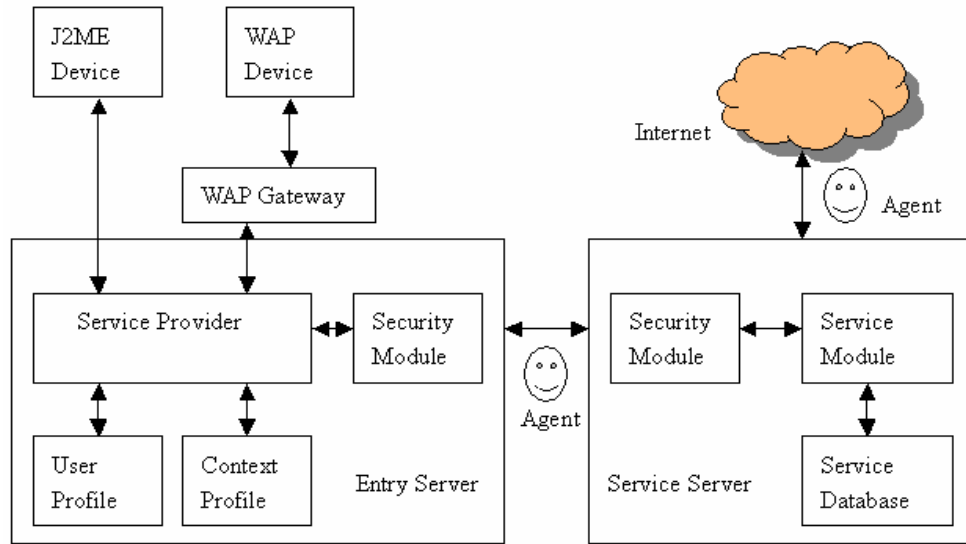 J2ME
Device
WAP
Device
Internet
WAP Gateway
Agent
Service Provider
Security
Module
Security
Module
Service
Module
Agent
User
Profile
Context
Profile
Entry Server
Service Server
Service
Database